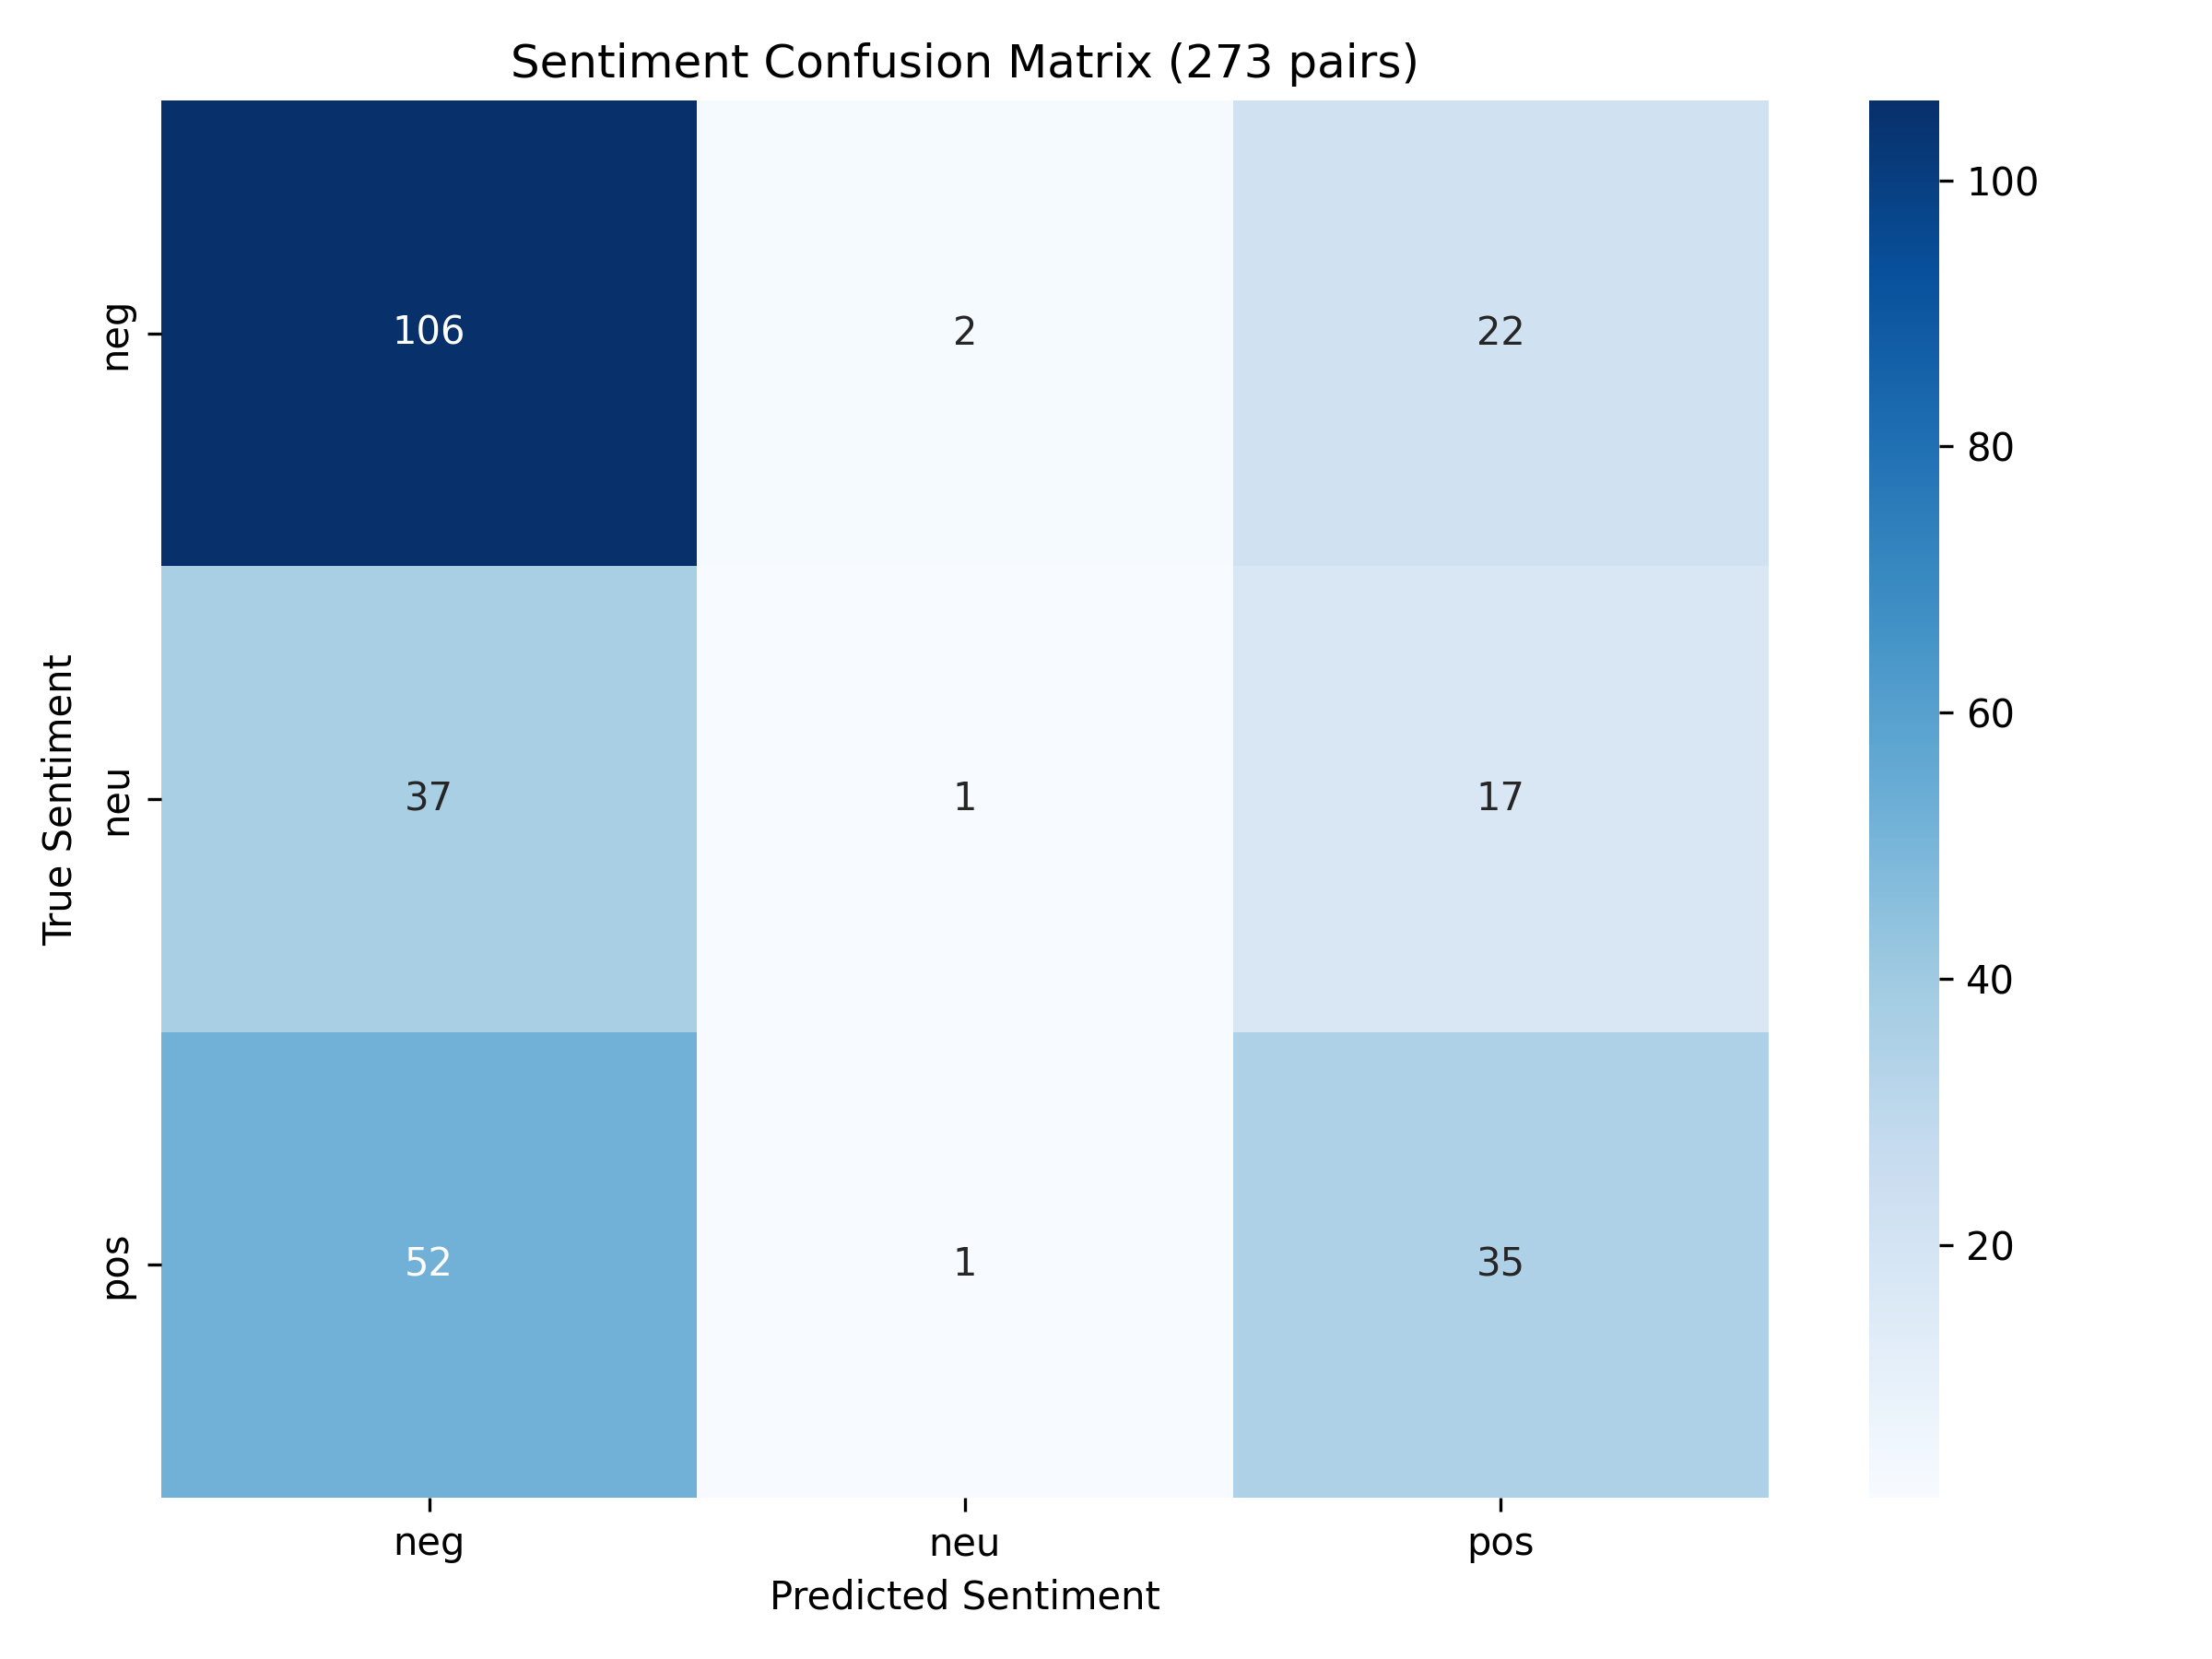 Sentiment Confusion Matrix (273 pairs)
True Sentiment
neg
106
2
22
neu
37
1
17
pos
52
1
35
neg
neu
pos
Predicted Sentiment
100
80
60
40
20